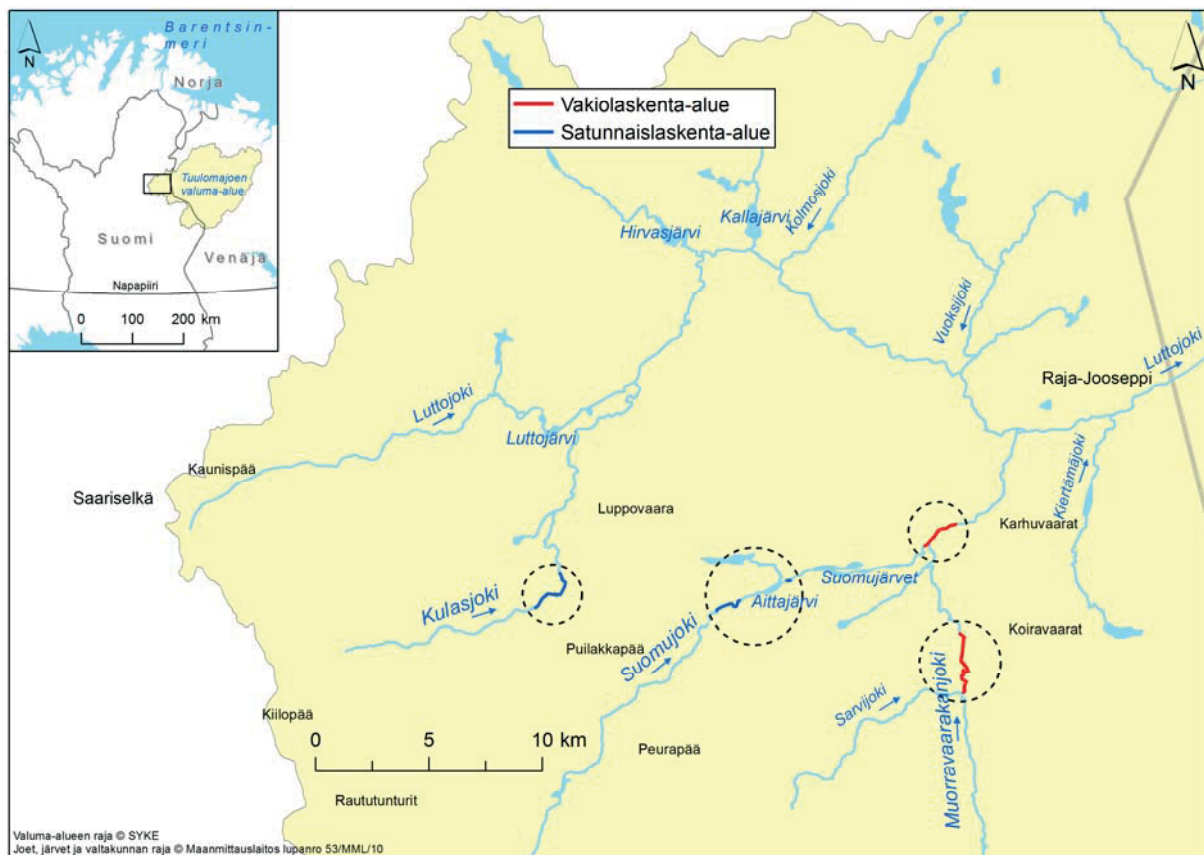 Barentsin-
meri
N
Norja
Tuulomajoen
valuma-alue
Suomi
Venäjä
Napapiiri
0 100 200 km
Vakiolaskenta-alue
Satunnaislaskenta-alue
N
Hirvasjärvi
Kallajärvi
Kolmosjoki
Vuoksijoki
Raja-Jooseppi
Luttojoki
Luttojoki
Luttojärvi
Kiertämäjoki
Kaunispää
Saariselkä
Luppovaara
Karhuvaarat
Suomujärvet
Kulasjoki
Aittajärvi
Koiravaarat
Puilakkapää
Suomujoki
Sarvijoki
Muorravaarakanjoki
Kiilopää
0 5 10 km
Peurapää
Raututunturit
Valuma-alueen raja © SYKE
Joet, järvet ja valtakunnan raja © Maanmittauslaitos lupanro 53/MML/10